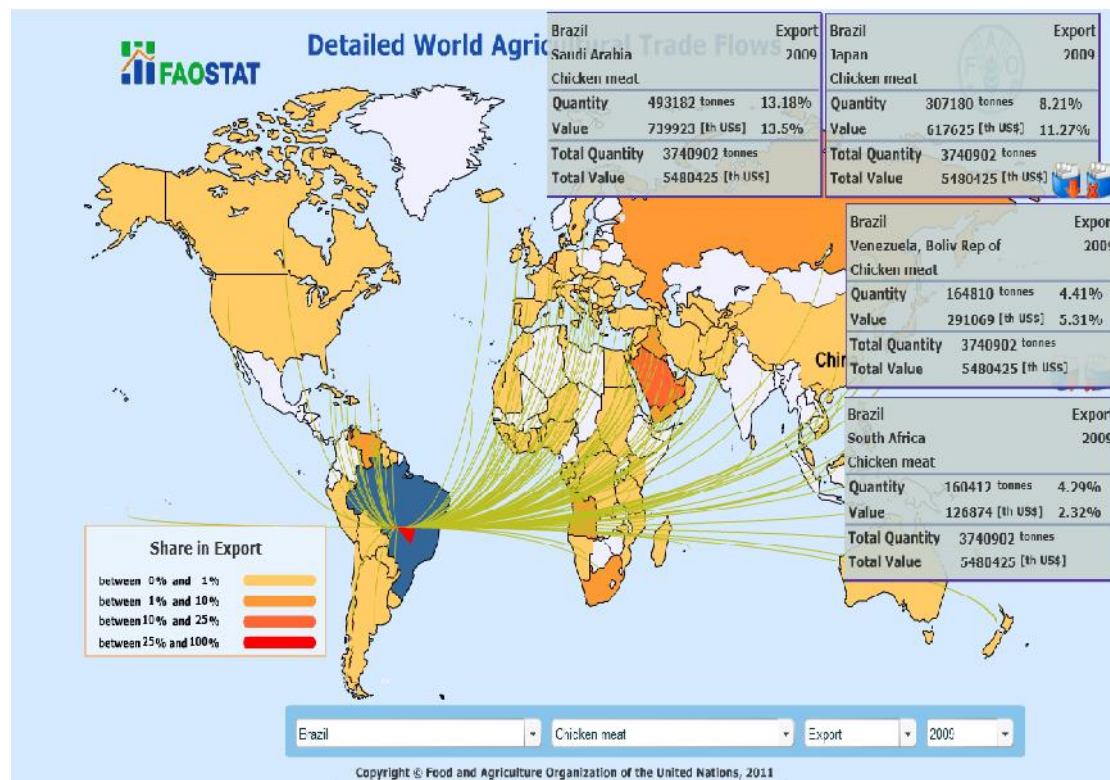 FAOSTAT
Detailed World Agricultural Trade Flows
Brazil Export
Saudi Arabia 2009
Chicken meat
Quantity 493182 tonnes 13.18%
Value 739923 [th US$] 13.5%
Total Quantity 3740902 tonnes
Total Value 5480425 [th US$]
Brazil Export
Japan 2009
Chicken meat
Quantity 307180 tonnes 8.21%
Value 617625 [th US$] 11.27%
Total Quantity 3740902 tonnes
Total Value 5480425 [th US$]
Brazil Export
Venezuela, Boliv Rep of 2009
Chicken meat
Quantity 164810 tonnes 4.41%
Value 291069 [th US$] 5.31%
Total Quantity 3740902 tonnes
Total Value 5480425 [th US$]
Brazil Export
South Africa 2009
Chicken meat
Quantity 160412 tonnes 4.29%
Value 126874 [th US$] 2.32%
Total Quantity 3740902 tonnes
Total Value 5480425 [th US$]
Share in Export
between 0% and 1%
between 1% and 10%
between 10% and 25%
between 25% and 100%
Brazil Chicken meat Export 2009
Copyright © Food and Agriculture Organization of the United Nations, 2011